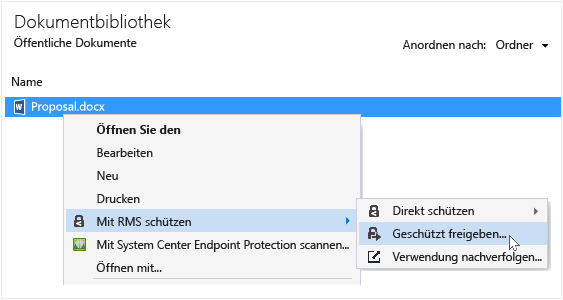 Dokumentbibliothek
Öffentliche Dokumente
Anordnen nach: Ordner
Name
Proposal.docx
Öffnen Sie den
Bearbeiten
Neu
Drucken
Mit RMS schützen
Mit System Center Endpoint Protection scannen...
Öffnen mit...
Direkt schützen
Geschützt freigeben...
Verwendung nachverfolgen...